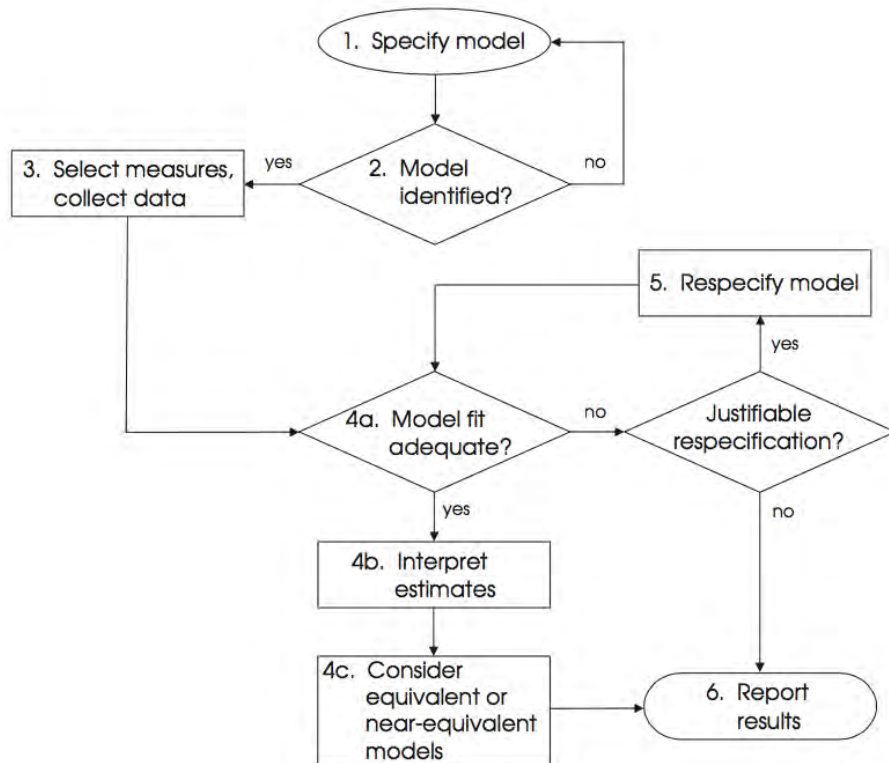 1. Specify model
yes
no
3. Select measures,
collect data
2. Model
identified?
5. Respecify model
yes
4a. Model fit
adequate?
no
Justifiable
respecification?
yes
no
4b. Interpret
estimates
4c. Consider
equivalent or
near-equivalent
models
6. Report
results